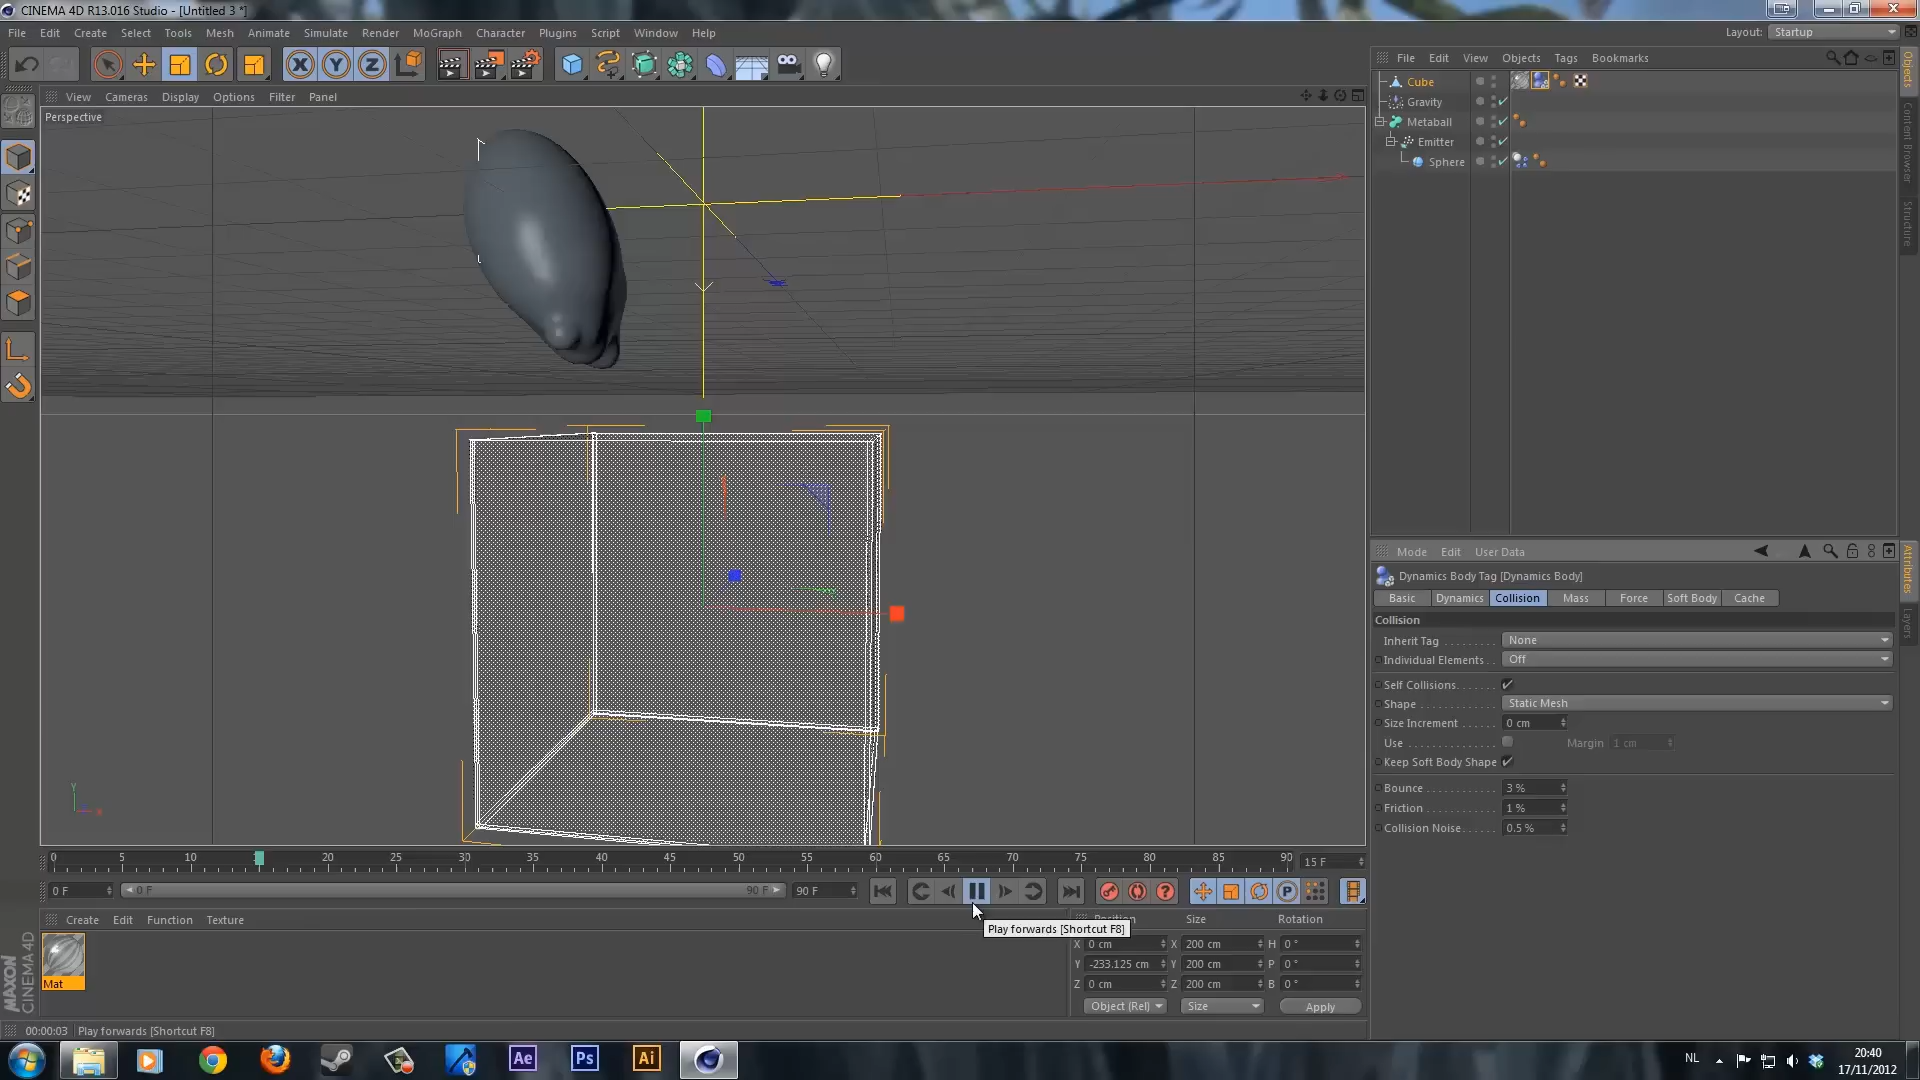 CINEMA 4D R13.016 Studio - [Untitled 3 *]
File Edit Create Select Tools Mesh Animate Simulate Render MoGraph Character Plugins Script Window Help
Layout: Startup
View Cameras Display Options Filter Panel
Perspective
File Edit View Objects Tags Bookmarks
Cube
Gravity
Metaball
Emitter
Sphere
Objects
Content Browser
Structure
Mode Edit User Data
Dynamics Body Tag [Dynamics Body]
Basic Dynamics Collision Mass Force Soft Body Cache
Collision
Inherit Tag None
Individual Elements Off
Self Collisions
Shape Static Mesh
Size Increment 0 cm
Use Margin 1 cm
Keep Soft Body Shape
Bounce 3 %
Friction 1 %
Collision Noise 0.5 %
Attributes
Layers
Y
0 5 10 20 25 30 35 40 45 50 55 60 65 70 75 80 85 90 15 F
0 F 0 F 90 F 90 F
Create Edit Function Texture
Mat
MAXON
CINEMA 4D
Play forwards [Shortcut F8]
Position Size Rotation
X 0 cm X 200 cm H 0 °
Y -233.125 cm Y 200 cm P 0 °
Z 0 cm Z 200 cm B 0 °
Object (Rel) Size Apply
00:00:03 Play forwards [Shortcut F8]
Ae Ps Ai
NL
20:40
17/11/2012